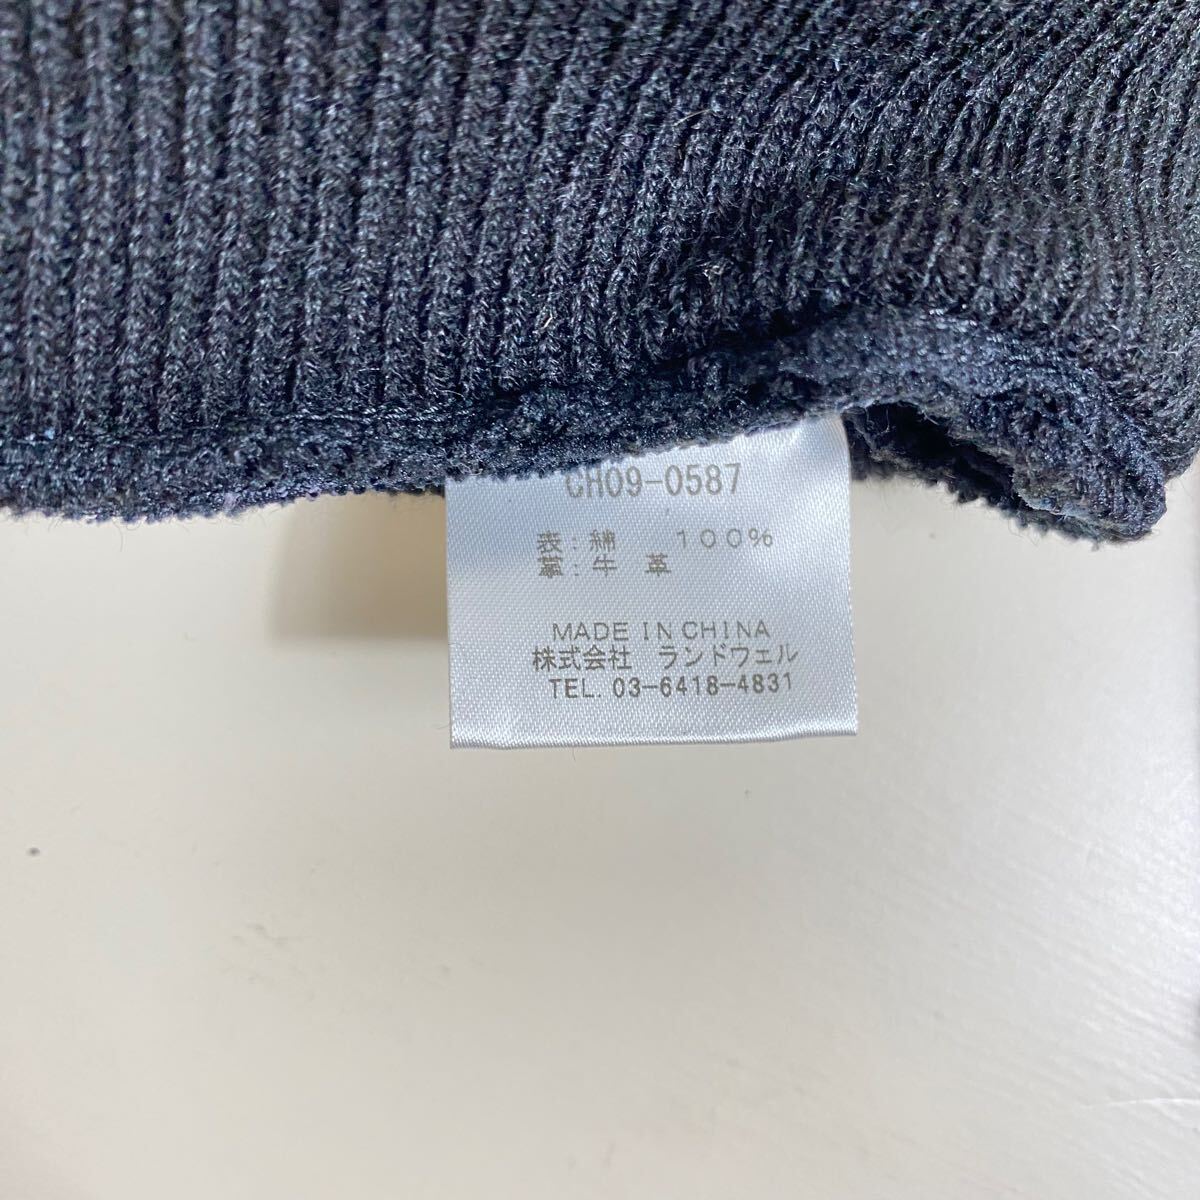 CH09-0587
表:綿　100%
掌:牛　革
MADE IN CHINA
株式会社　ランドウェル
TEL. 03-6418-4831